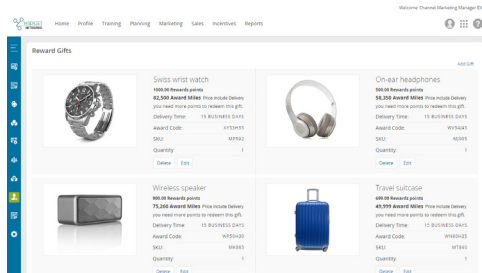 Welcome: Channel Marketing Manager
WIDGET
NETWORKS
Home Profile Training Planning Marketing Sales Incentives Reports
Reward Gifts
Add Gift
Swiss wrist watch
1000.00 Rewards points
82,500 Award Miles Price include Delivery
you need more points to redeem this gift.
Delivery Time: 15 BUSINESS DAYS
Award Code:
SKU:
Quantity: 1
Delete Edit
On-ear headphones
500.00 Rewards points
58,350 Award Miles Price include Delivery
you need more points to redeem this gift.
Delivery Time: 15 BUSINESS DAYS
Award Code:
SKU:
Quantity: 1
Delete Edit
Wireless speaker
900.00 Rewards points
75,260 Award Miles Price include Delivery
you need more points to redeem this gift.
Delivery Time: 15 BUSINESS DAYS
Award Code:
SKU:
Quantity: 1
Delete Edit
Travel suitcase
699.00 Rewards points
49,999 Award Miles Price include Delivery
you need more points to redeem this gift.
Delivery Time: 15 BUSINESS DAYS
Award Code:
SKU:
Quantity: 1
Delete Edit